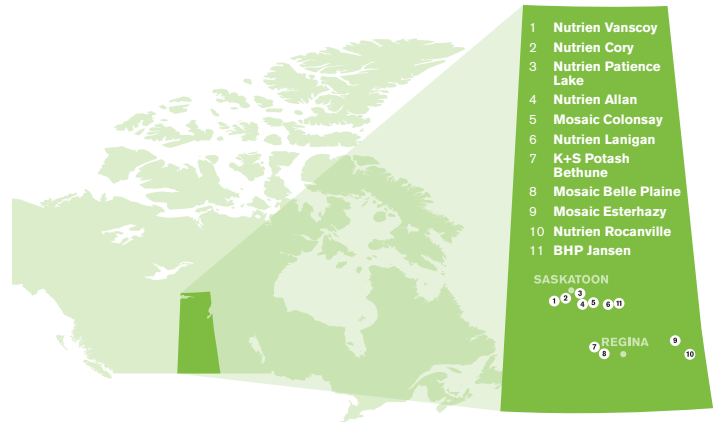 1 Nutrien Vanscoy
2 Nutrien Cory
3 Nutrien Patience
Lake
4 Nutrien Allan
5 Mosaic Colonsay
6 Nutrien Lanigan
7 K+S Potash
Bethune
8 Mosaic Belle Plaine
9 Mosaic Esterhazy
10 Nutrien Rocanville
11 BHP Jansen
SASKATOON
1 2 3
4 5 6 11
REGINA
7
8
9
10